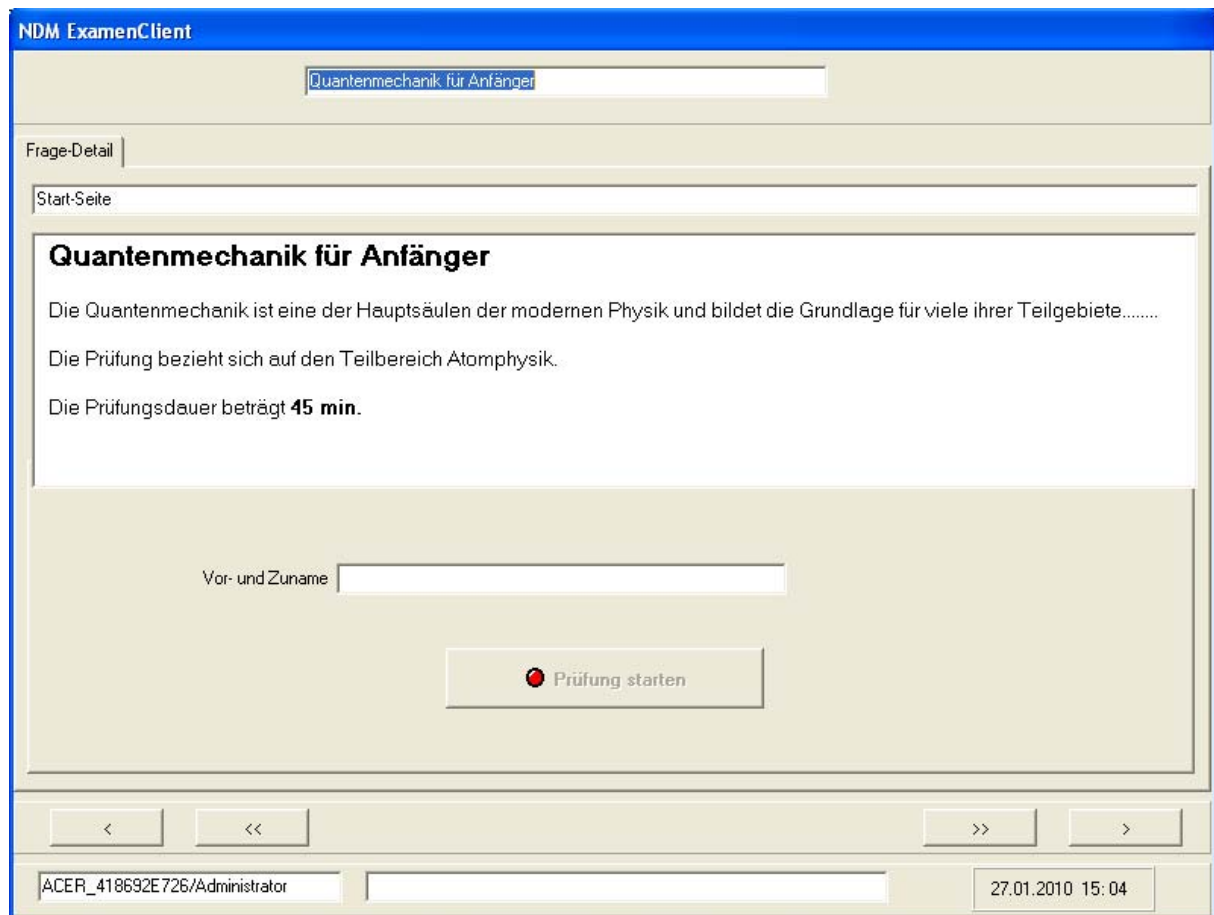 NDM ExamenClient
Quantenmechanik für Anfänger
Frage-Detail
Start-Seite
Quantenmechanik für Anfänger
Die Quantenmechanik ist eine der Hauptsäulen der modernen Physik und bildet die Grundlage für viele ihrer Teilgebiete........
Die Prüfung bezieht sich auf den Teilbereich Atomphysik.
Die Prüfungsdauer beträgt 45 min.
Vor- und Zuname
Prüfung starten
< << >> >
ACER_418692E726/Administrator 27.01.2010 15:04